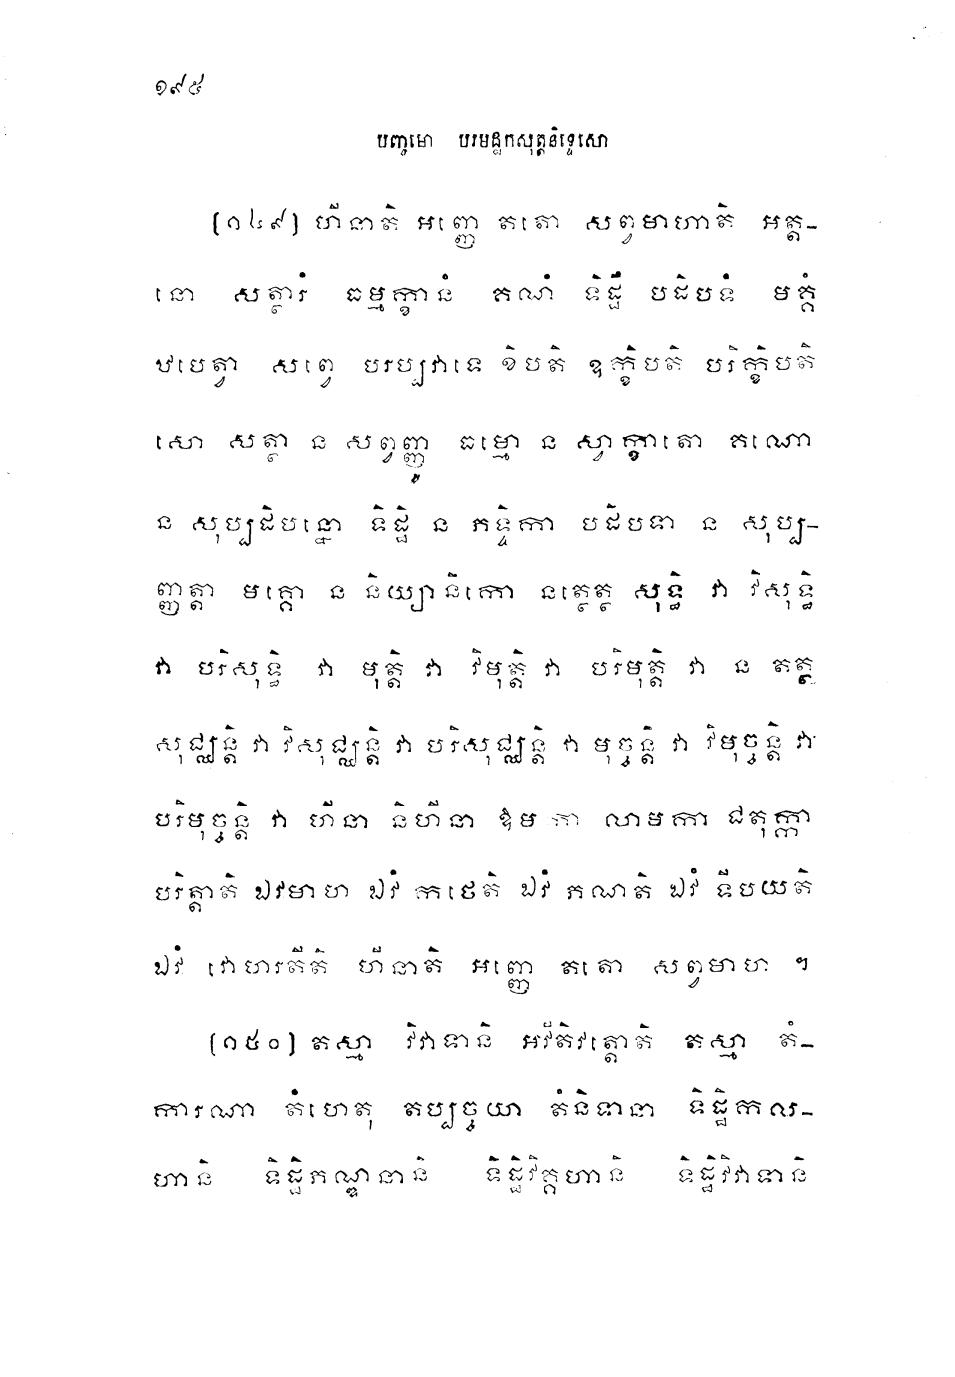 ១៩៥
បញ្ចមោ បរមដ្ឋកសុត្តនិទ្ទេសោ
(១៤៩) ហីនាតិ អញ្ញេ តតោ សព្វមាហាតិ អត្ត-
នោ សត្ថារំ ធម្មក្ខានំ គណំ ទិដ្ឋឹ បដិបទំ មគ្គំ
ឋបេត្វា សព្វេ បរប្បវាទេ ខិបតិ ឧក្ខិបតិ បរិក្ខិបតិ
សោ សត្ថា ន សព្វញ្ញូ ធម្មោ ន ស្វាក្ខាតោ គណោ
ន សុប្បដិបន្នោ ទិដ្ឋិ ន ភទ្ទិកា បដិបទា ន សុប្ប-
ញ្ញត្តា មគ្គោ ន និយ្យានិកោ នត្ថេត្ថ សុទ្ធិ វា វិសុទ្ធិ
វា បរិសុទ្ធិ វា មុត្តិ វា វិមុត្តិ វា បរិមុត្តិ វា ន តត្ថ
សុជ្ឈន្តិ វា វិសុជ្ឈន្តិ វា បរិសុជ្ឈន្តិ វា មុច្ចន្តិ វា វិមុច្ចន្តិ វា
បរិមុច្ចន្តិ វា ហីនា និហីនា ឱមកា លាមកា ជតុក្កា
បរិត្តាតិ ឯវមាហ ឯវំ កថេតិ ឯវំ ភណតិ ឯវំ ទីបយតិ
ឯវំ វោហរតីតិ ហីនាតិ អញ្ញេ តតោ សព្វមាហ ។
(១៥០) តស្មា វិវាទានិ អវីតិវត្តោតិ តស្មា តំ-
ការណា តំហេតុ តប្បច្ចយា តំនិទានា ទិដ្ឋិកល-
ហានិ ទិដ្ឋិភណ្ឌនានិ ទិដ្ឋិវិគ្គហានិ ទិដ្ឋិវិវាទានិ